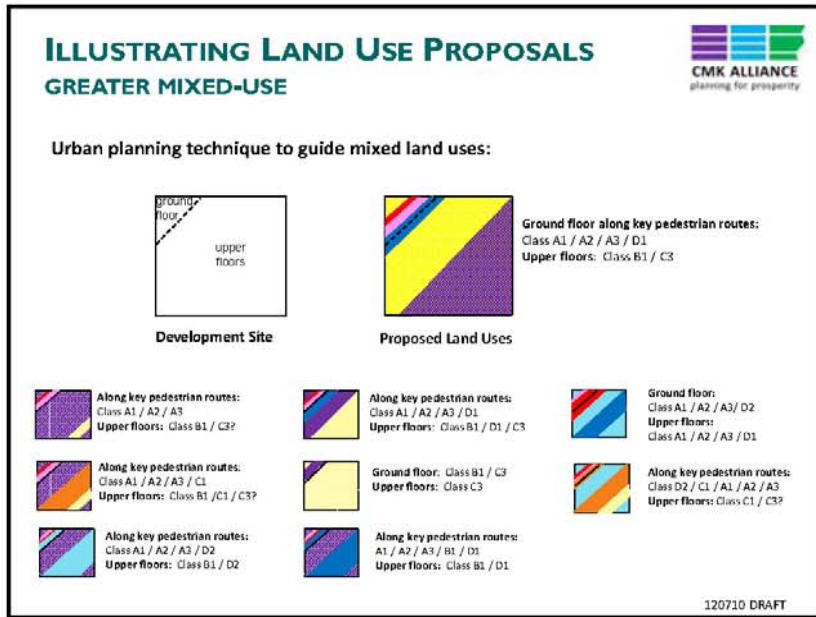 ILLUSTRATING LAND USE PROPOSALS
GREATER MIXED-USE
CMK ALLIANCE
planning for prosperity
Urban planning technique to guide mixed land uses:
ground
floor
upper
floors
Development Site
Proposed Land Uses
Ground floor along key pedestrian routes:
Class A1 / A2 / A3 / D1
Upper floors: Class B1 / C3
Along key pedestrian routes:
Class A1 / A2 / A3
Upper floors: Class B1 / C3?
Along key pedestrian routes:
Class A1 / A2 / A3 / D1
Upper floors: Class B1 / D1 / C3
Ground floor:
Class A1 / A2 / A3/ D2
Upper floors:
Class A1 / A2 / A3 / D1
Along key pedestrian routes:
Class A1 / A2 / A3 / C1
Upper floors: Class B1 /C1 / C3?
Ground floor: Class B1 / C3
Upper floors: Class C3
Along key pedestrian routes:
Class D2 / C1 / A1 / A2 / A3
Upper floors: Class C1 / C3?
Along key pedestrian routes:
Class A1 / A2 / A3 / D2
Upper floors: Class B1 / D2
Along key pedestrian routes:
A1 / A2 / A3 / B1 / D1
Upper floors: Class B1 / D1
120710 DRAFT